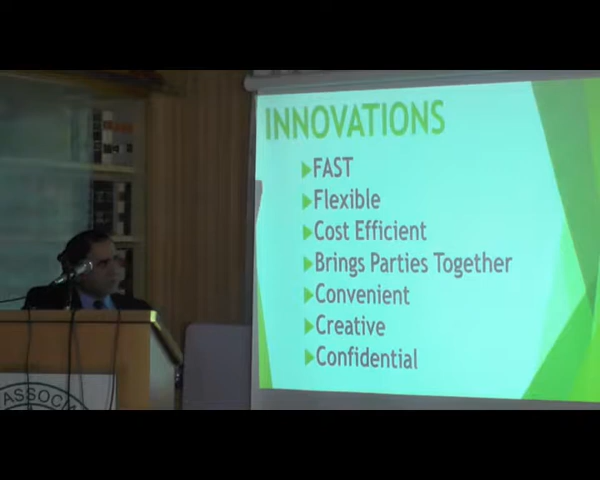 INNOVATIONS
FAST
Flexible
Cost Efficient
Brings Parties Together
Convenient
Creative
Confidential